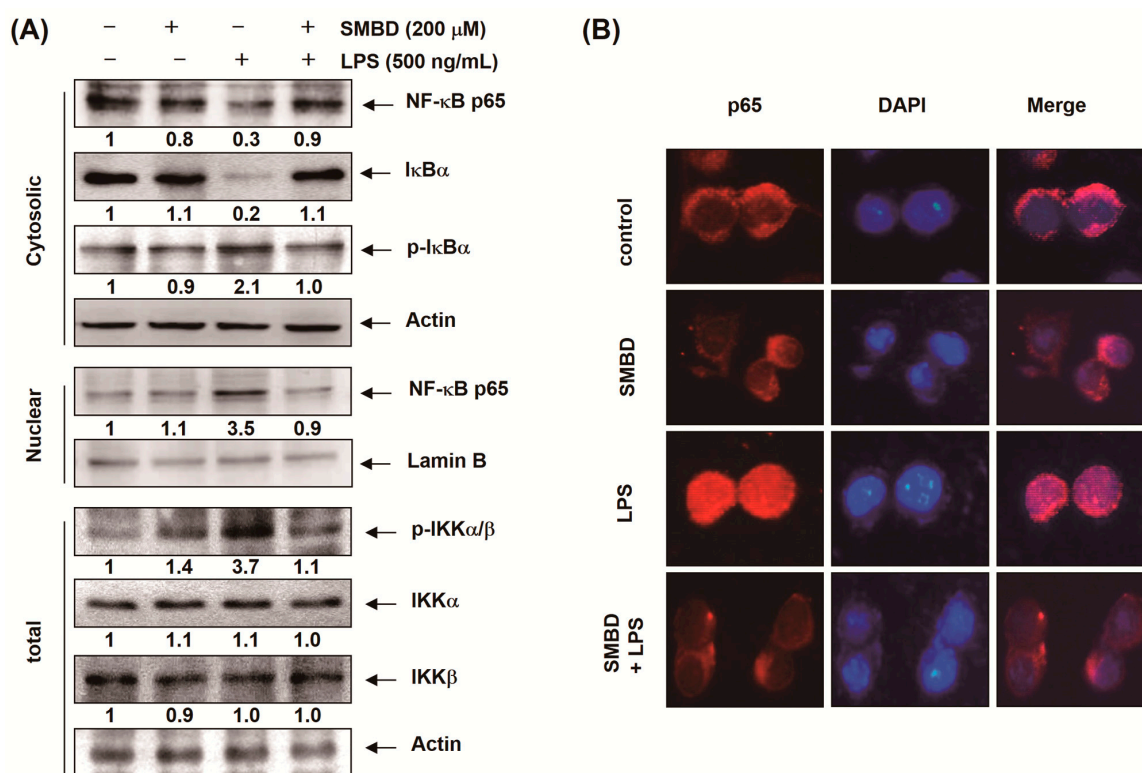 (A)
− + − + SMBD (200 μM)
− − + + LPS (500 ng/mL)
Cytosolic
NF-κB p65
1 0.8 0.3 0.9
IκBα
1 1.1 0.2 1.1
p-IκBα
1 0.9 2.1 1.0
Actin
Nuclear
NF-κB p65
1 1.1 3.5 0.9
Lamin B
total
p-IKKα/β
1 1.4 3.7 1.1
IKKα
1 1.1 1.1 1.0
IKKβ
1 0.9 1.0 1.0
Actin
(B)
p65 DAPI Merge
control
SMBD
LPS
SMBD
+ LPS